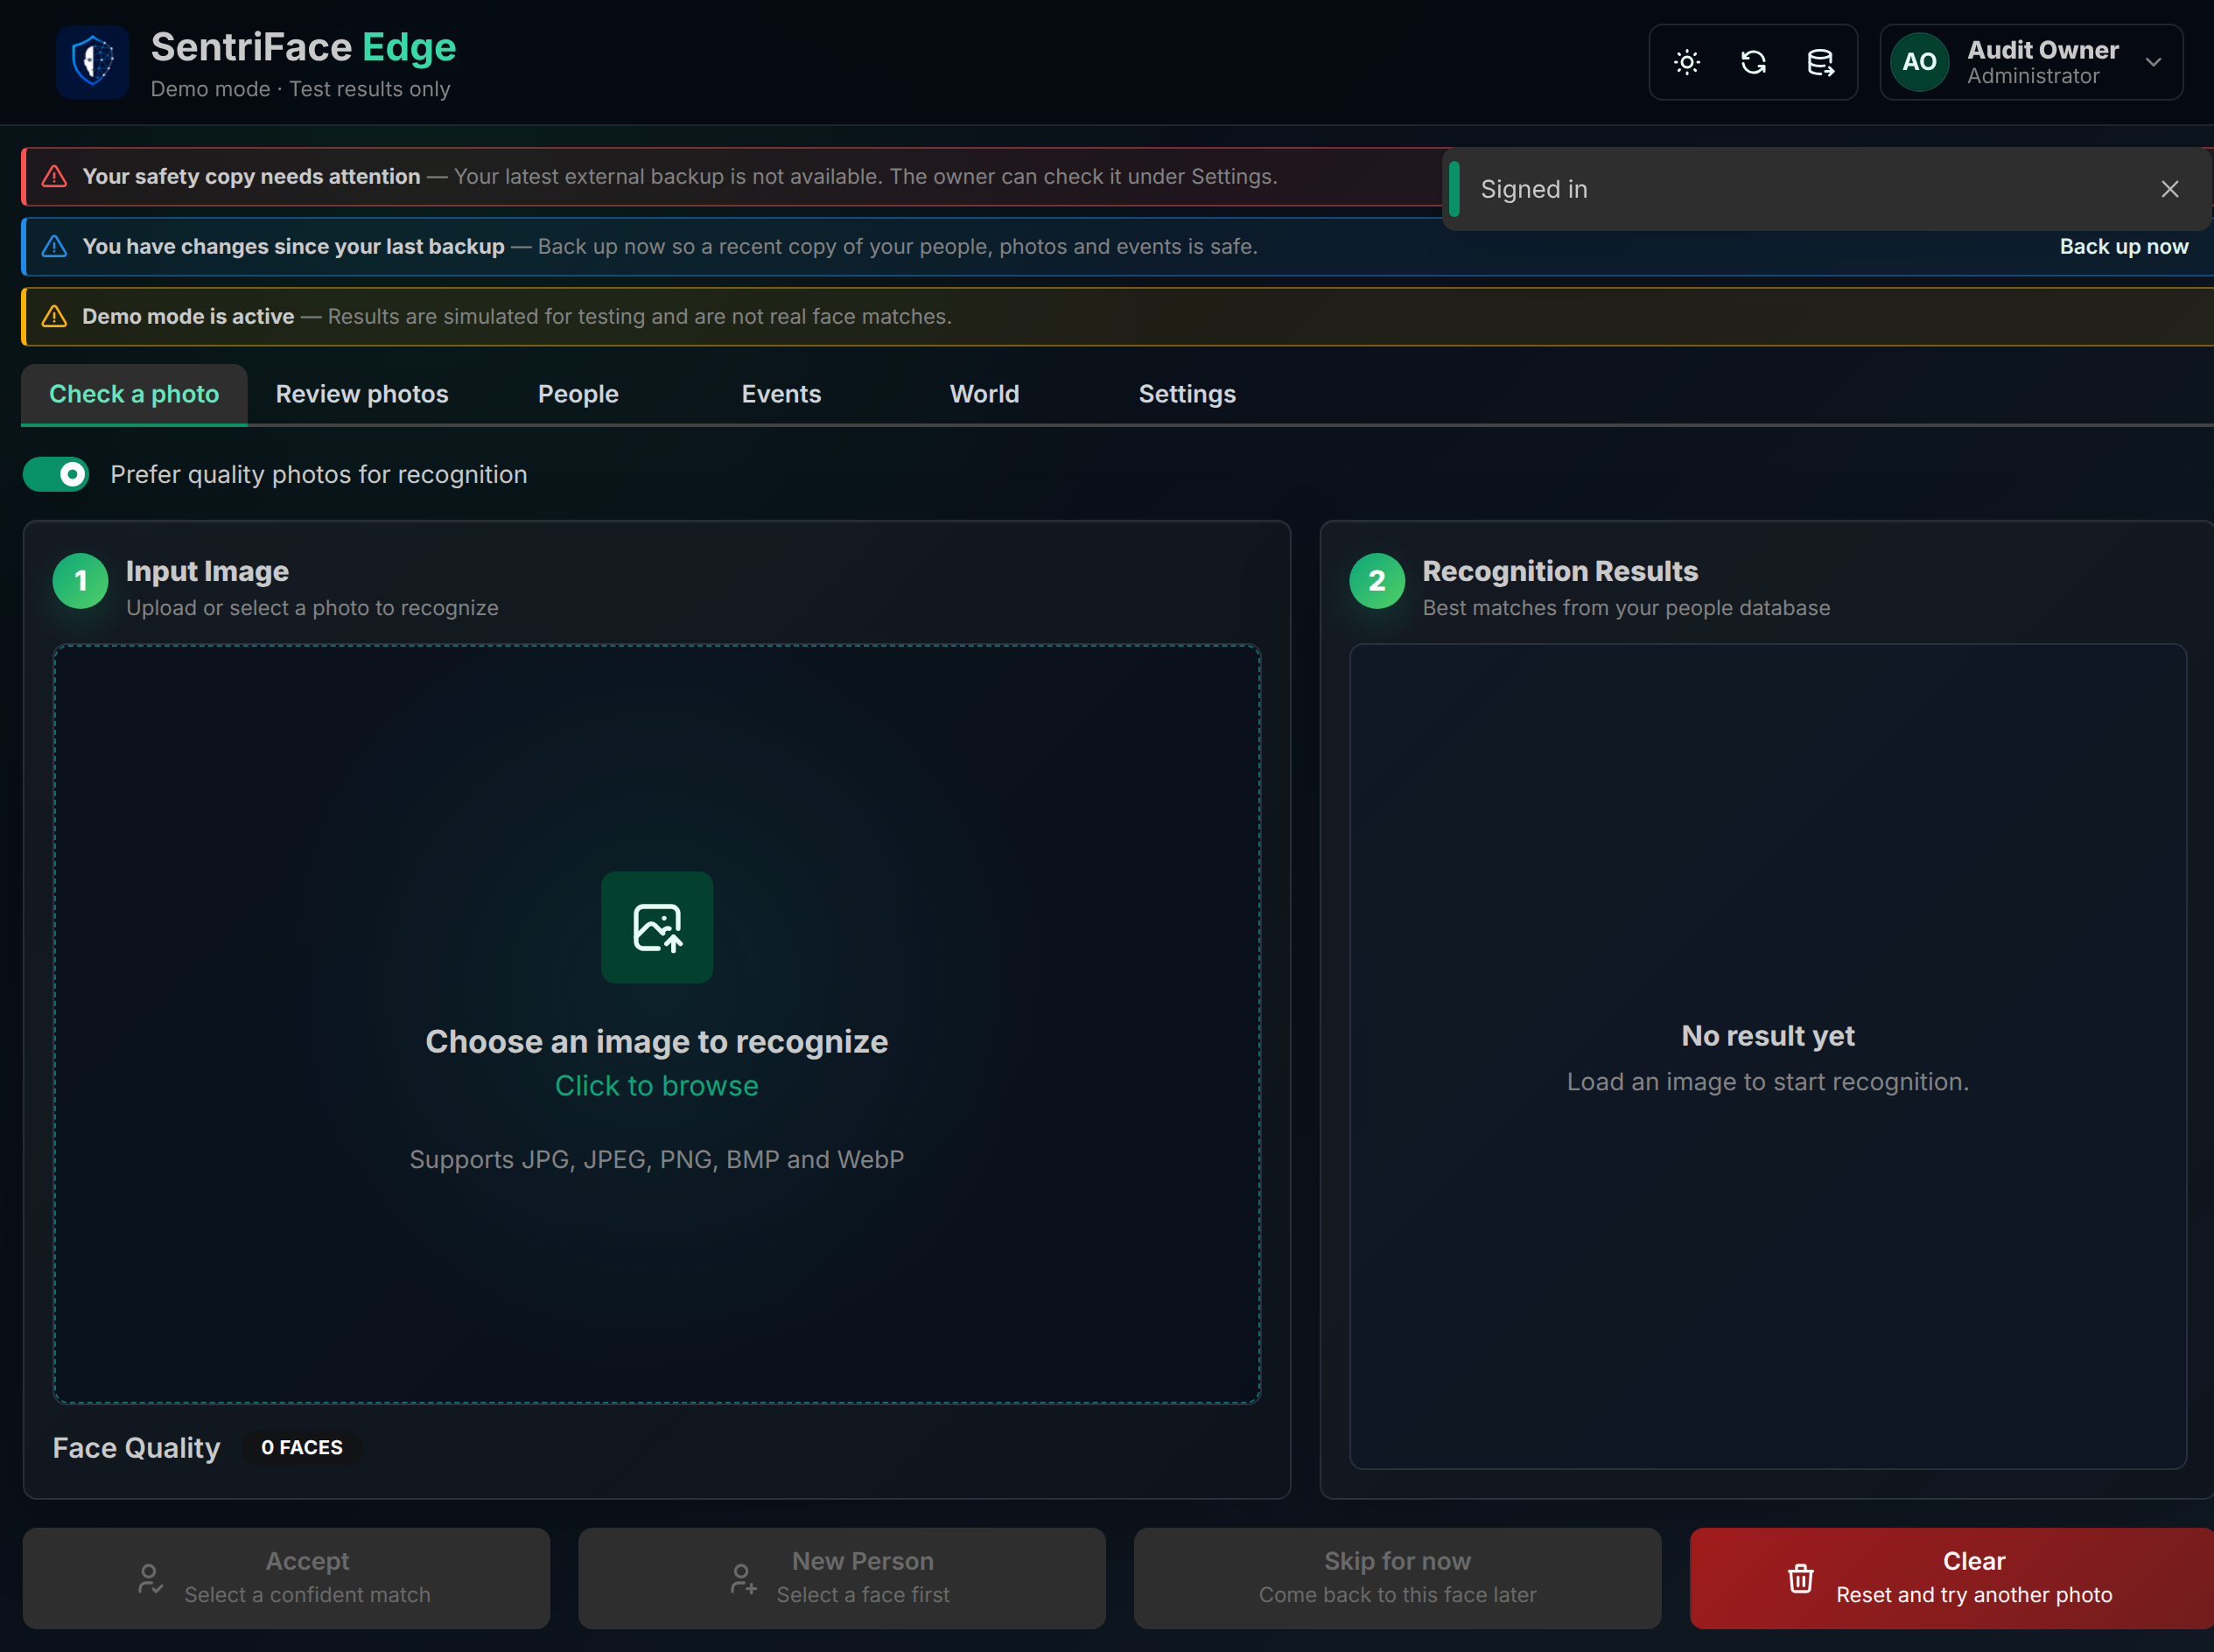 SentriFace Edge
Demo mode · Test results only
AO
Audit Owner
Administrator
Your safety copy needs attention — Your latest external backup is not available. The owner can check it under Settings.
Signed in
You have changes since your last backup — Back up now so a recent copy of your people, photos and events is safe.
Back up now
Demo mode is active — Results are simulated for testing and are not real face matches.
Check a photo
Review photos
People
Events
World
Settings
Prefer quality photos for recognition
1
Input Image
Upload or select a photo to recognize
Choose an image to recognize
Click to browse
Supports JPG, JPEG, PNG, BMP and WebP
Face Quality
0 FACES
2
Recognition Results
Best matches from your people database
No result yet
Load an image to start recognition.
Accept
Select a confident match
New Person
Select a face first
Skip for now
Come back to this face later
Clear
Reset and try another photo